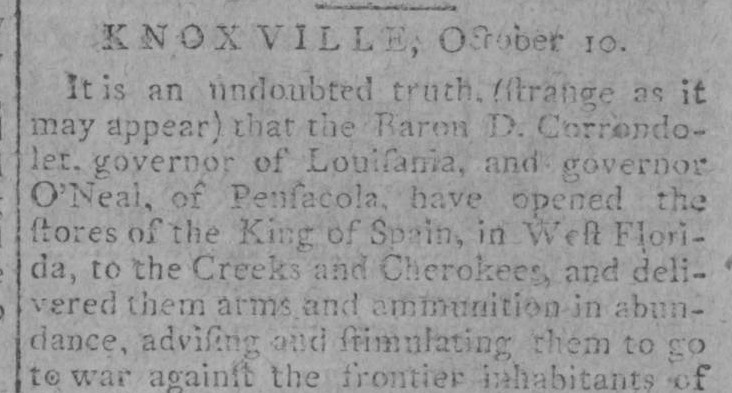 KNOXVILLE, October 10.
It is an undoubted truth, (ſtrange as it
may appear) that the Baron D. Corrondo-
let, governor of Louiſania, and governor
O'Neal, of Penſacola, have opened the
ſtores of the King of Spain, in Weſt Flori-
da, to the Creeks and Cherokees, and deli-
vered them arms and ammunition in abun-
dance, adviſing and ſtimulating them to go
to war againſt the frontier inhabitants of